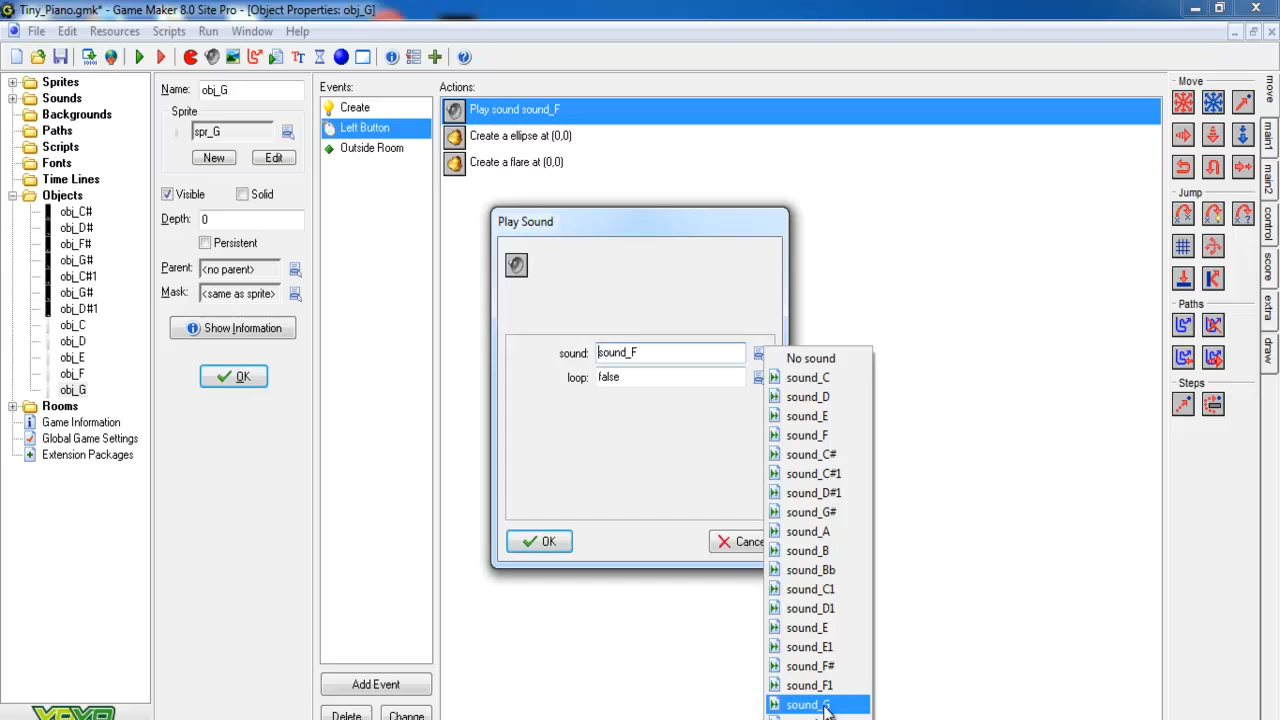 Tiny_Piano.gmk* - Game Maker 8.0 Site Pro - [Object Properties: obj_G]
File Edit Resources Scripts Run Window Help
Sprites
Sounds
Backgrounds
Paths
Scripts
Fonts
Time Lines
Objects
obj_C#
obj_D#
obj_F#
obj_G#
obj_C#1
obj_G#
obj_D#1
obj_C
obj_D
obj_E
obj_F
obj_G
Rooms
Game Information
Global Game Settings
Extension Packages
Name: obj_G
Sprite
spr_G
New Edit
Visible Solid
Depth: 0
Persistent
Parent: <no parent>
Mask: <same as sprite>
Show Information
OK
Events:
Create
Left Button
Outside Room
Add Event
Delete Change
Actions:
Play sound sound_F
Create a ellipse at (0,0)
Create a flare at (0,0)
Play Sound
sound: sound_F
loop: false
OK
No sound
sound_C
sound_D
sound_E
sound_F
sound_C#
sound_C#1
sound_D#1
sound_G#
sound_A
sound_B
sound_Bb
sound_C1
sound_D1
sound_E
sound_E1
sound_F#
sound_F1
sound_G
Move
Jump
Paths
Steps
move
main1
main2
control
score
extra
draw